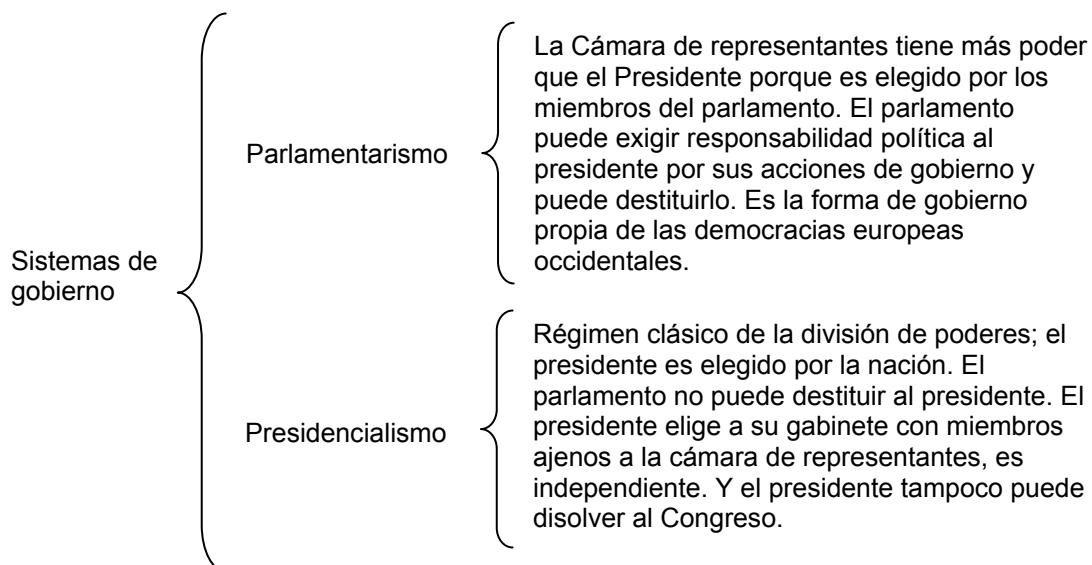 Sistemas de
gobierno
Parlamentarismo
La Cámara de representantes tiene más poder
que el Presidente porque es elegido por los
miembros del parlamento. El parlamento
puede exigir responsabilidad política al
presidente por sus acciones de gobierno y
puede destituirlo. Es la forma de gobierno
propia de las democracias europeas
occidentales.
Presidencialismo
Régimen clásico de la división de poderes; el
presidente es elegido por la nación. El
parlamento no puede destituir al presidente. El
presidente elige a su gabinete con miembros
ajenos a la cámara de representantes, es
independiente. Y el presidente tampoco puede
disolver al Congreso.